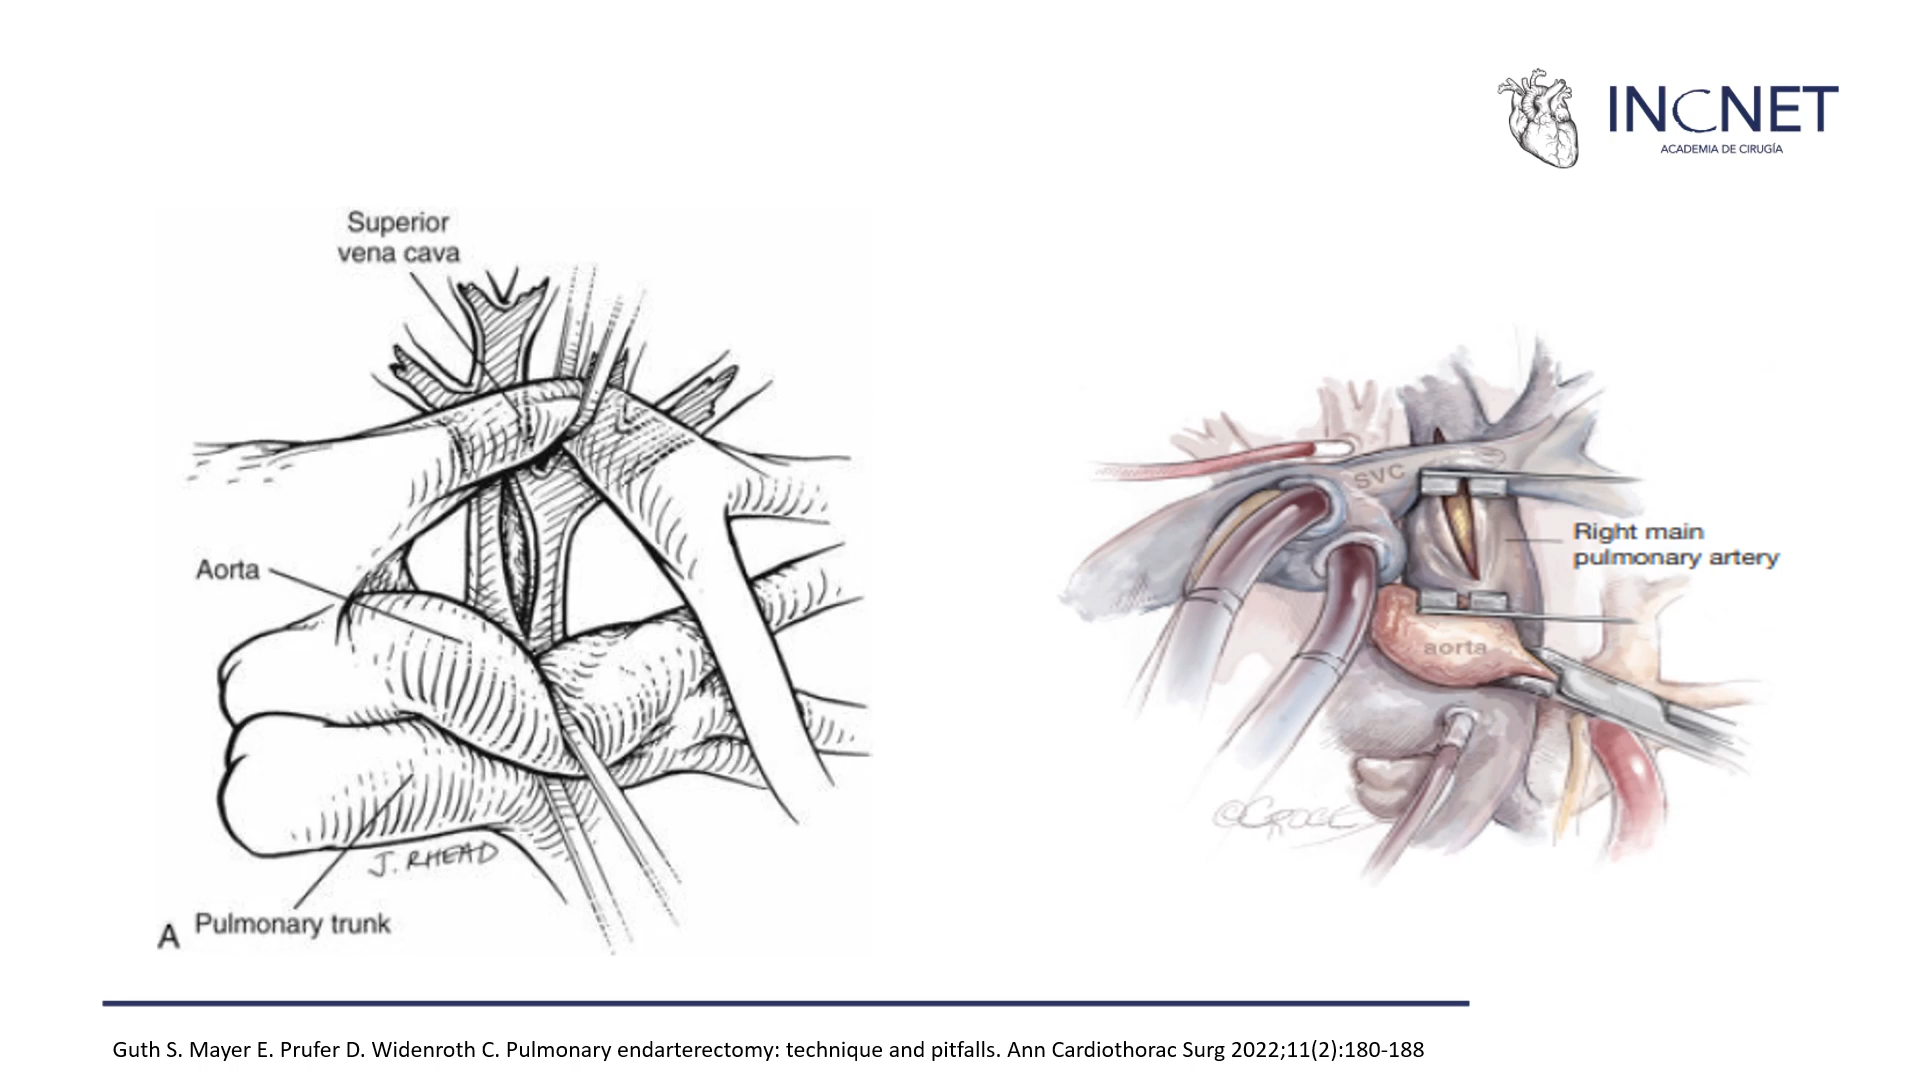 INCNET
ACADEMIA DE CIRUGÍA
Superior
vena cava
Aorta
J. RHEAD
Pulmonary trunk
A
SVC
Right main
pulmonary artery
aorta
©CROCE
Guth S. Mayer E. Prufer D. Widenroth C. Pulmonary endarterectomy: technique and pitfalls. Ann Cardiothorac Surg 2022;11(2):180-188